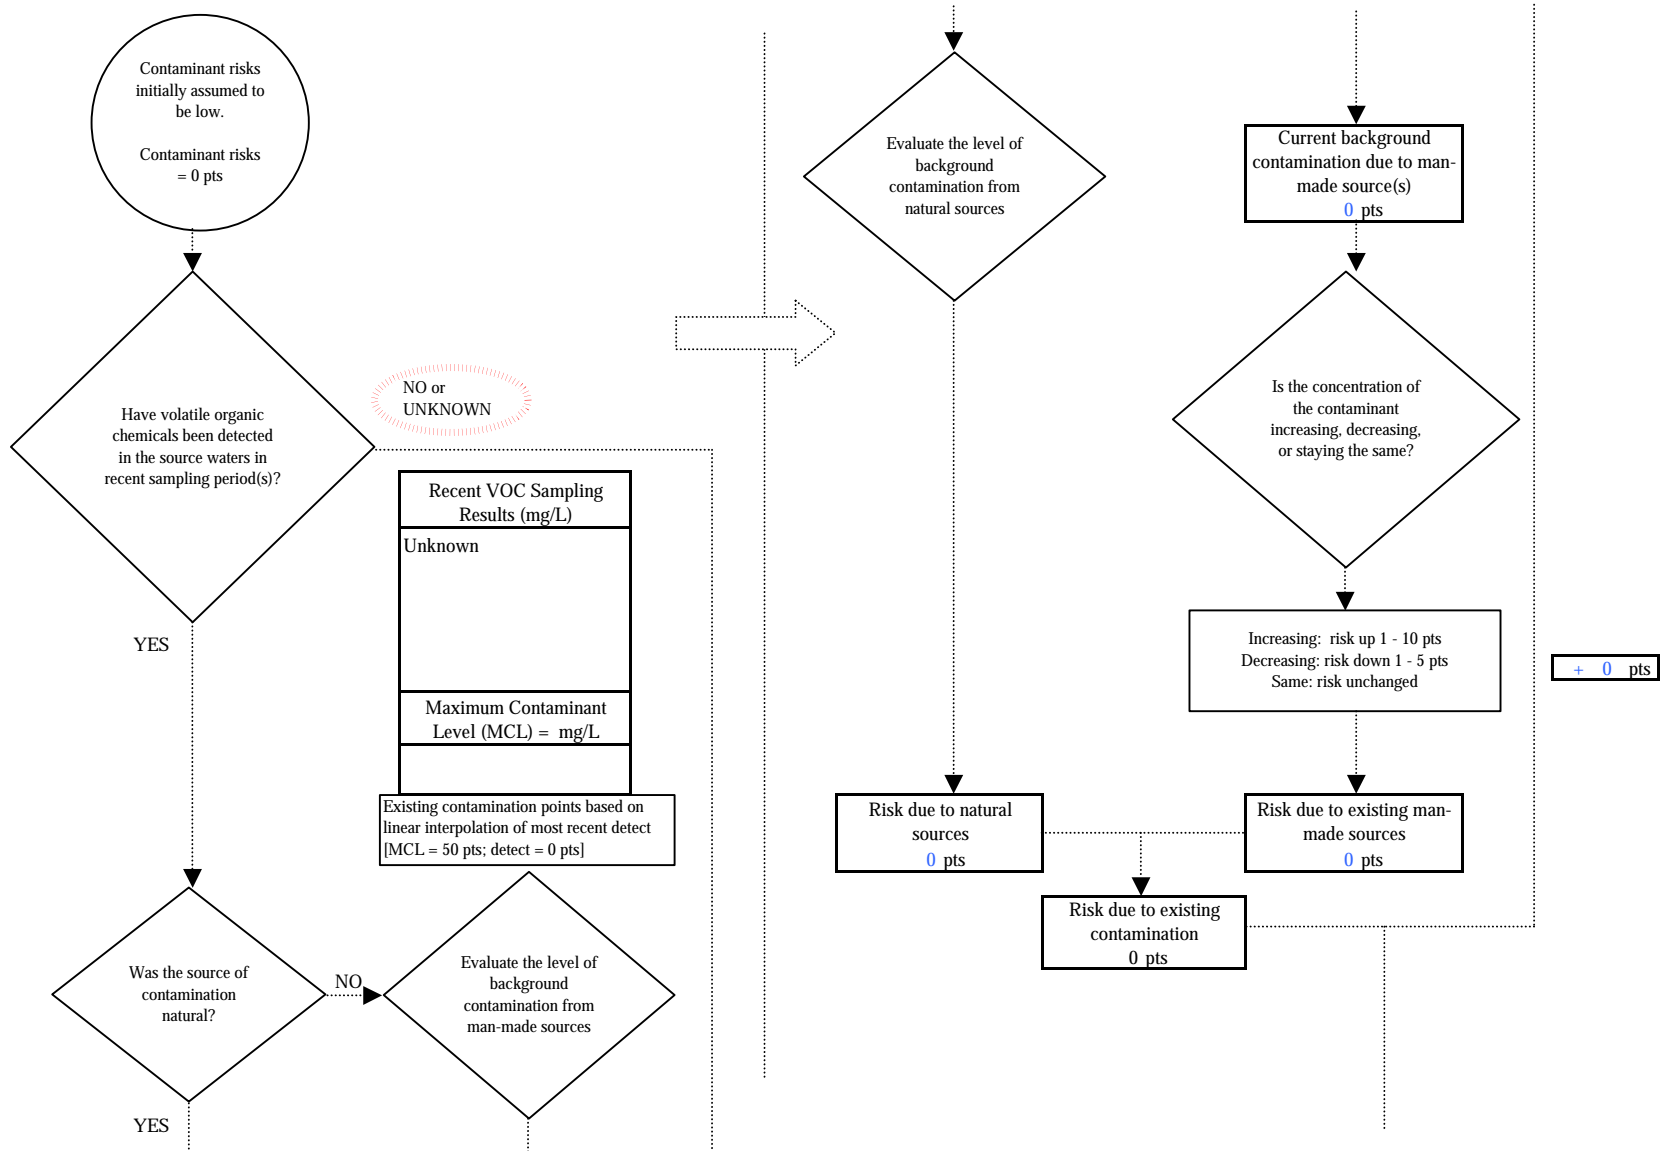 Contaminant risks
initially assumed to
be low.
Contaminant risks
= 0 pts
Have volatile organic
chemicals been detected
in the source waters in
recent sampling period(s)?
NO or
UNKNOWN
YES
Recent VOC Sampling
Results (mg/L)
Unknown
Maximum Contaminant
Level (MCL) = mg/L
Existing contamination points based on
linear interpolation of most recent detect
[MCL = 50 pts; detect = 0 pts]
Was the source of
contamination
natural?
NO
YES
Evaluate the level of
background
contamination from
man-made sources
Evaluate the level of
background
contamination from
natural sources
Current background
contamination due to man-
made source(s)
0 pts
Is the concentration of
the contaminant
increasing, decreasing,
or staying the same?
Increasing: risk up 1 - 10 pts
Decreasing: risk down 1 - 5 pts
Same: risk unchanged
+ 0 pts
Risk due to natural
sources
0 pts
Risk due to existing man-
made sources
0 pts
Risk due to existing
contamination
0 pts